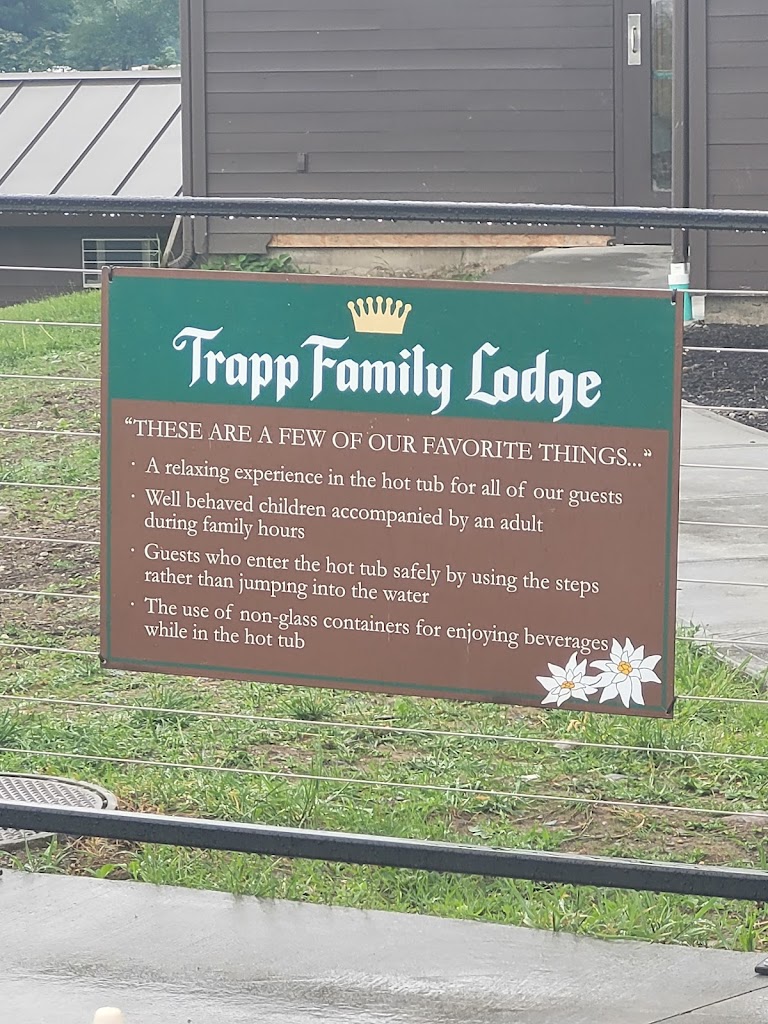 Trapp Family Lodge
“THESE ARE A FEW OF OUR FAVORITE THINGS...”
· A relaxing experience in the hot tub for all of our guests
· Well behaved children accompanied by an adult
during family hours
· Guests who enter the hot tub safely by using the steps
rather than jumping into the water
· The use of non-glass containers for enjoying beverages
while in the hot tub